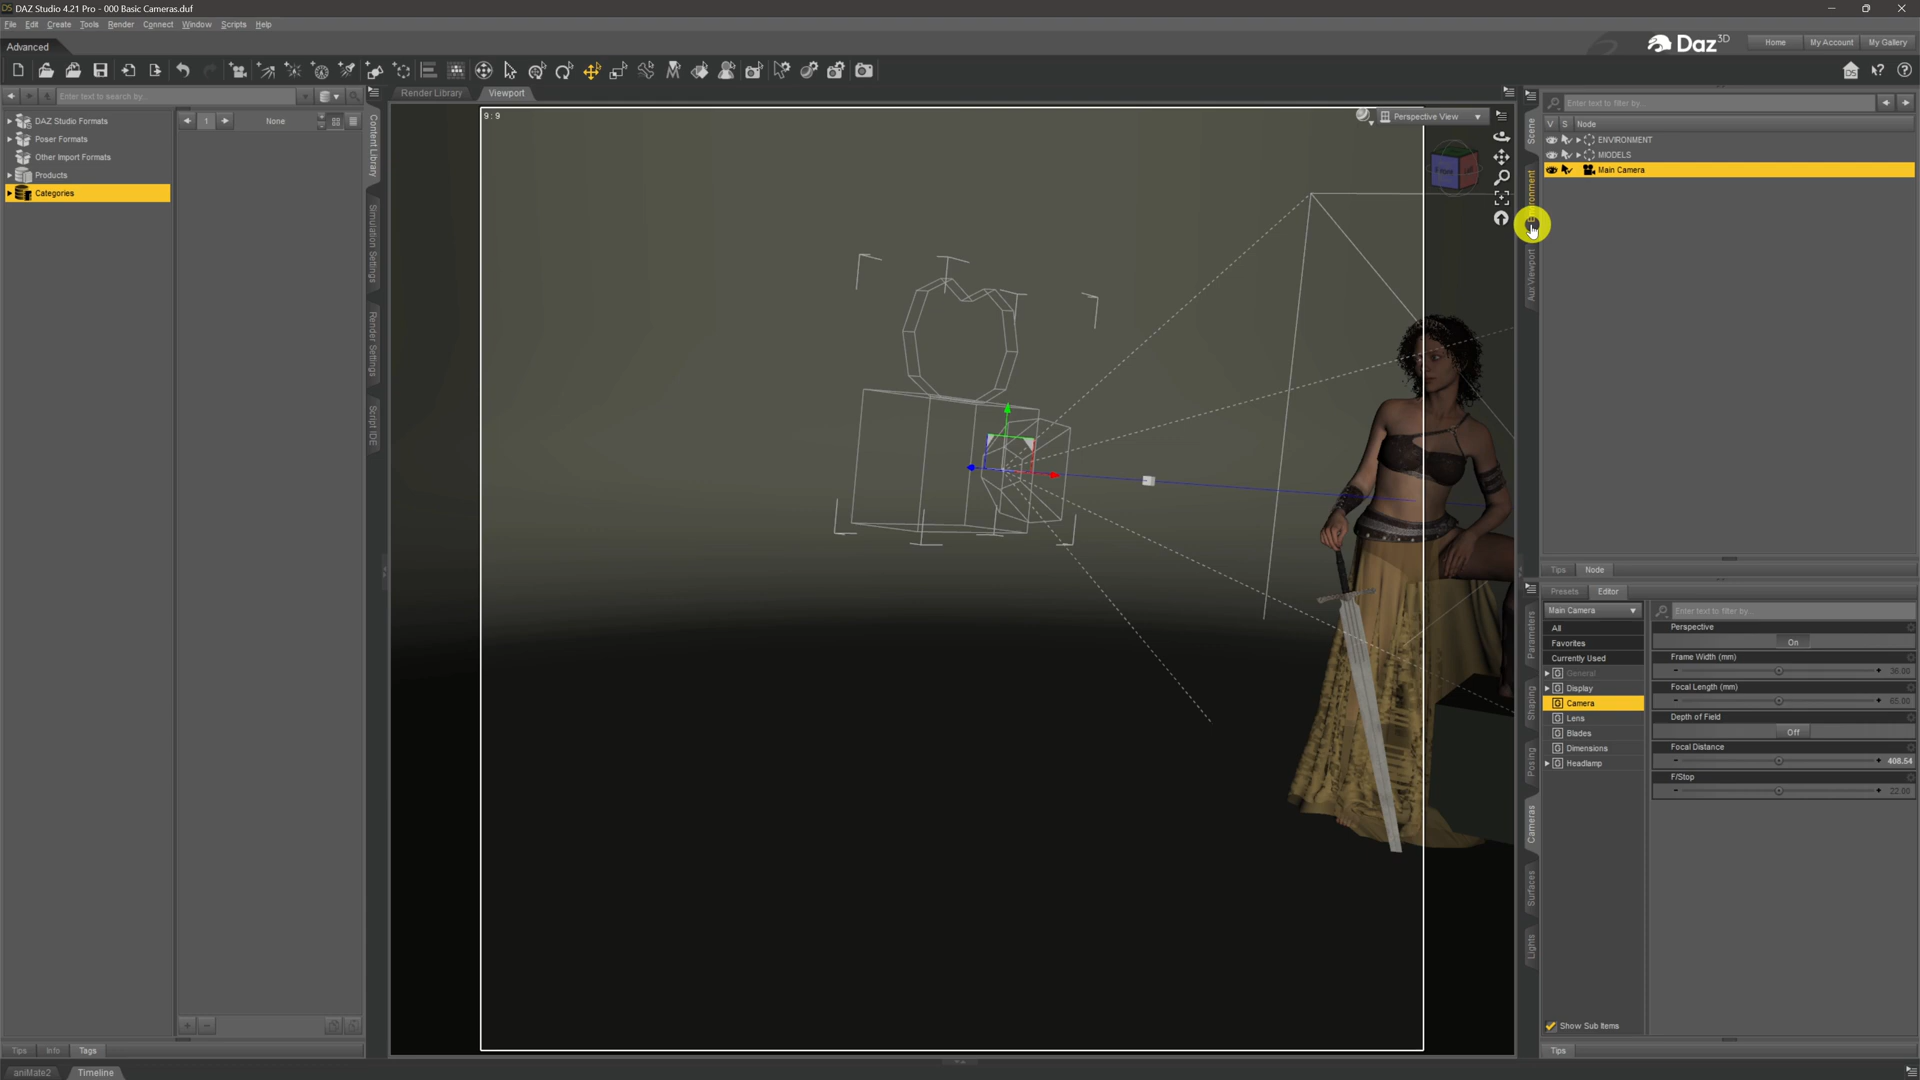 DAZ Studio 4.21 Pro - 000 Basic Cameras.duf
File Edit Create Tools Render Connect Window Scripts Help
Advanced
Daz 3D
Home My Account My Gallery
Enter text to search by...
Render Library Viewport
Enter text to filter by...
DAZ Studio Formats
Poser Formats
Other Import Formats
Products
Categories
1 None
Content Library
Simulation Settings
Render Settings
Script IDE
9 : 9
Perspective View
Front
Scene
Environment
Aux Viewport
V S Node
ENVIRONMENT
MIODELS
Main Camera
Tips Node
Presets Editor
Main Camera
Enter text to filter by...
All
Favorites
Currently Used
General
Display
Camera
Lens
Blades
Dimensions
Headlamp
Parameters
Shaping
Posing
Cameras
Surfaces
Lights
Perspective
On
Frame Width (mm)
36.00
Focal Length (mm)
65.00
Depth of Field
Off
Focal Distance
408.54
F/Stop
22.00
Show Sub Items
Tips
Tips Info Tags
aniMate2 Timeline